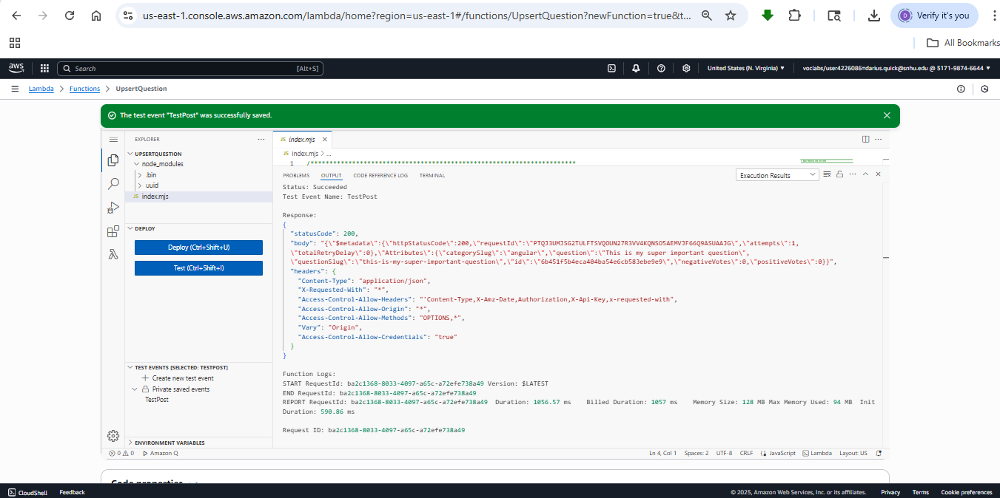 us-east-1.console.aws.amazon.com/lambda/home?region=us-east-1#/functions/UpsertQuestion?newFunction=true&t...
D Verify it's you
All Bookmarks
aws Search [Alt+S] United States (N. Virginia) voclabs/user4226086=darius.quick@snhu.edu @ 5171-9874-6644
Lambda Functions UpsertQuestion
The test event "TestPost" was successfully saved.
EXPLORER
UPSERTQUESTION
node_modules
.bin
uuid
JS index.mjs
DEPLOY
Deploy (Ctrl+Shift+U)
Test (Ctrl+Shift+I)
TEST EVENTS [SELECTED: TESTPOST]
Create new test event
Private saved events
TestPost
ENVIRONMENT VARIABLES
JS index.mjs
JS index.mjs > ...
1 /**********************************************************************
PROBLEMS OUTPUT CODE REFERENCE LOG TERMINAL Execution Results
Status: Succeeded
Test Event Name: TestPost
Response:
{
"statusCode": 200,
"body": "{\"$metadata\":{\"httpStatusCode\":200,\"requestId\":\"PTQJ3UMJSG2TULFTSVQOUN27R3VV4KQNSO5AEMVJF66Q9ASUAAJG\",\"attempts\":1,
\"totalRetryDelay\":0},\"Attributes\":{\"categorySlug\":\"angular\",\"question\":\"This is my super important question\",
\"questionSlug\":\"this-is-my-super-important-question\",\"id\":\"6b451f5b4eca404ba54e6cb583ebe9e9\",\"negativeVotes\":0,\"positiveVotes\":0}}",
"headers": {
"Content-Type": "application/json",
"X-Requested-With": "*",
"Access-Control-Allow-Headers": "'Content-Type,X-Amz-Date,Authorization,X-Api-Key,x-requested-with",
"Access-Control-Allow-Origin": "*",
"Access-Control-Allow-Methods": "OPTIONS,*",
"Vary": "Origin",
"Access-Control-Allow-Credentials": "true"
}
}
Function Logs:
START RequestId: ba2c1368-8033-4097-a65c-a72efe738a49 Version: $LATEST
END RequestId: ba2c1368-8033-4097-a65c-a72efe738a49
REPORT RequestId: ba2c1368-8033-4097-a65c-a72efe738a49 Duration: 1056.57 ms Billed Duration: 1057 ms Memory Size: 128 MB Max Memory Used: 94 MB Init
Duration: 590.86 ms
Request ID: ba2c1368-8033-4097-a65c-a72efe738a49
0 0 Amazon Q Ln 4, Col 1 Spaces: 2 UTF-8 CRLF JavaScript Lambda Layout: US
Code properties
CloudShell Feedback © 2025, Amazon Web Services, Inc. or its affiliates. Privacy Terms Cookie preferences